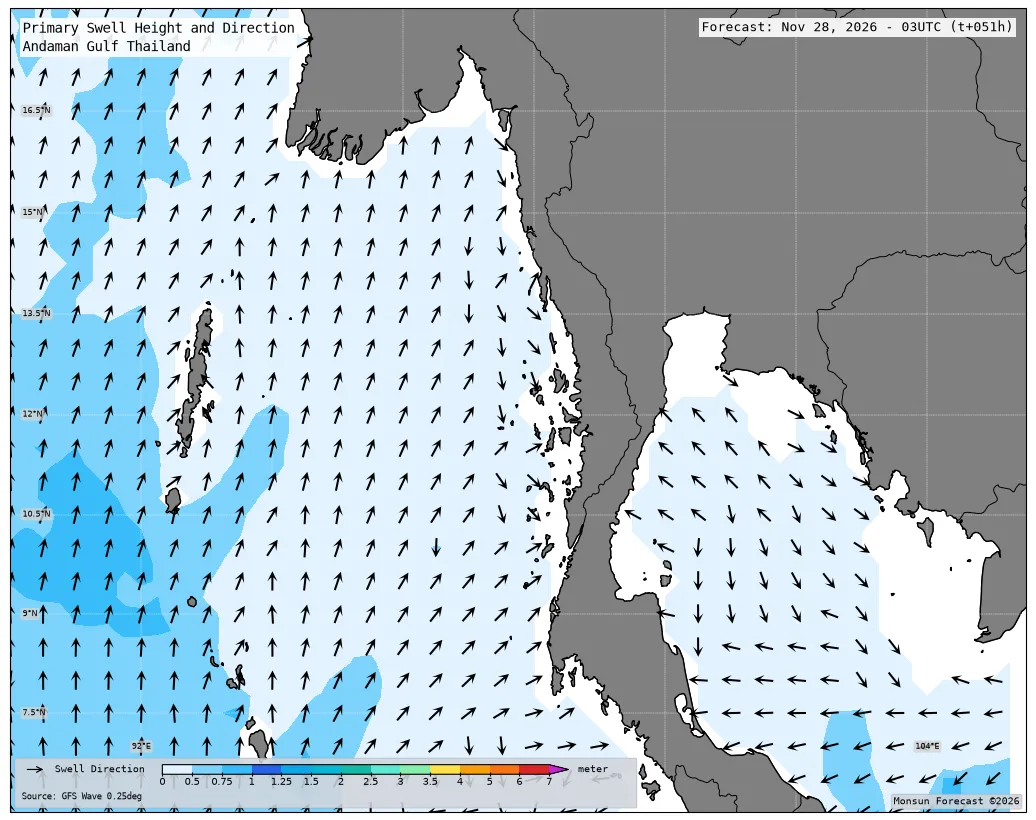 Primary Swell Height and Direction
Andaman Gulf Thailand
Forecast: Nov 28, 2026 - 03UTC (t+051h)
16.5°N
15°N
13.5°N
12°N
10.5°N
9°N
7.5°N
92°E
104°E
Swell Direction
meter
0 0.5 0.75 1 1.25 1.5 2 2.5 3 3.5 4 5 6 7
Source: GFS Wave 0.25deg
Monsun Forecast ©2026